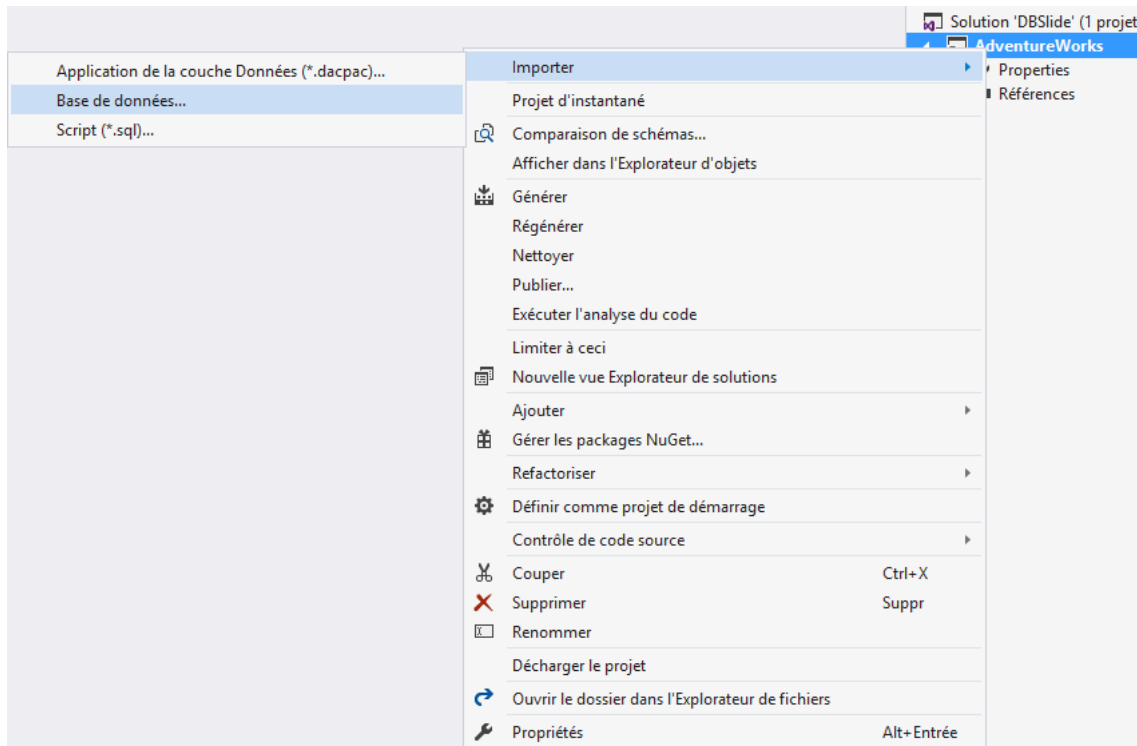 Solution 'DBSlide' (1 projet
AdventureWorks
Properties
Références
Application de la couche Données (*.dacpac)...
Base de données...
Script (*.sql)...
Importer
Projet d'instantané
Comparaison de schémas...
Afficher dans l'Explorateur d'objets
Générer
Régénérer
Nettoyer
Publier...
Exécuter l'analyse du code
Limiter à ceci
Nouvelle vue Explorateur de solutions
Ajouter
Gérer les packages NuGet...
Refactoriser
Définir comme projet de démarrage
Contrôle de code source
Couper Ctrl+X
Supprimer Suppr
Renommer
Décharger le projet
Ouvrir le dossier dans l'Explorateur de fichiers
Propriétés Alt+Entrée